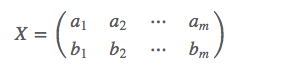 X = ( a₁ a₂ ⋯ aₘ
b₁ b₂ ⋯ bₘ )